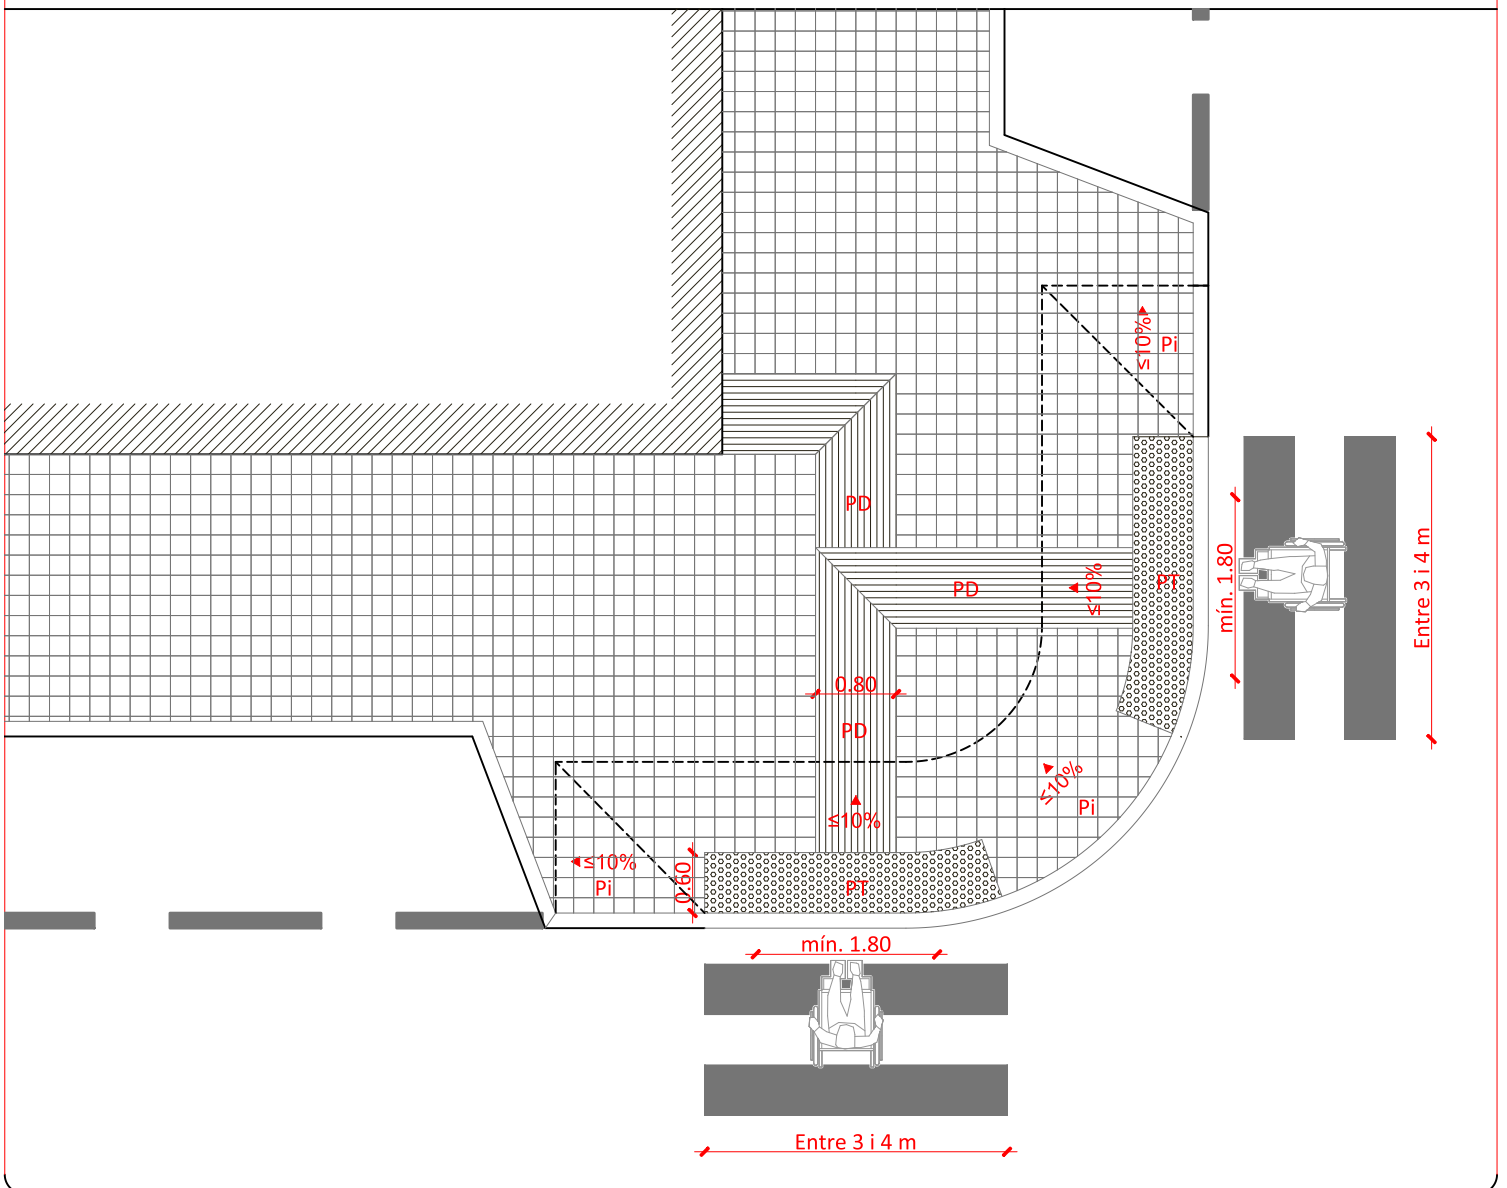 ≤10%
Pi
PD
PD
≤10%
PT
mín. 1.80
Entre 3 i 4 m
0.80
PD
≤10%
Pi
≤10%
≤10%
Pi
0.60
PT
mín. 1.80
Entre 3 i 4 m